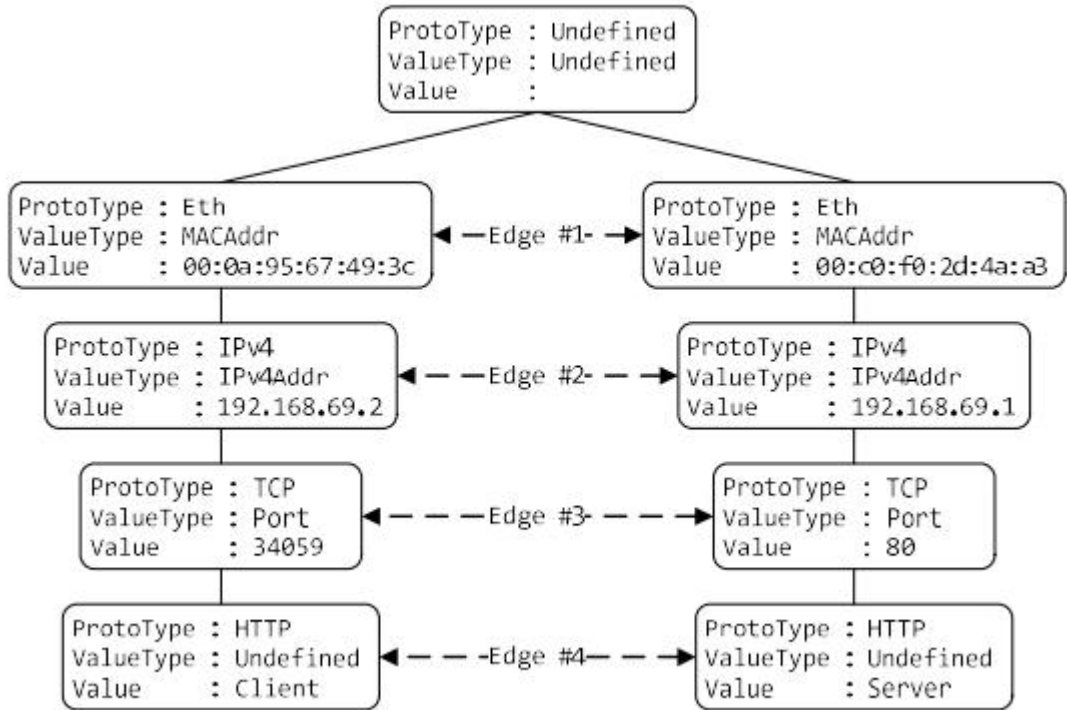 ProtoType : Undefined
ValueType : Undefined
Value :
ProtoType : Eth
ValueType : MACAddr
Value : 00:0a:95:67:49:3c
Edge #1
ProtoType : Eth
ValueType : MACAddr
Value : 00:c0:f0:2d:4a:a3
ProtoType : IPv4
ValueType : IPv4Addr
Value : 192.168.69.2
Edge #2
ProtoType : IPv4
ValueType : IPv4Addr
Value : 192.168.69.1
ProtoType : TCP
ValueType : Port
Value : 34059
Edge #3
ProtoType : TCP
ValueType : Port
Value : 80
ProtoType : HTTP
ValueType : Undefined
Value : Client
Edge #4
ProtoType : HTTP
ValueType : Undefined
Value : Server